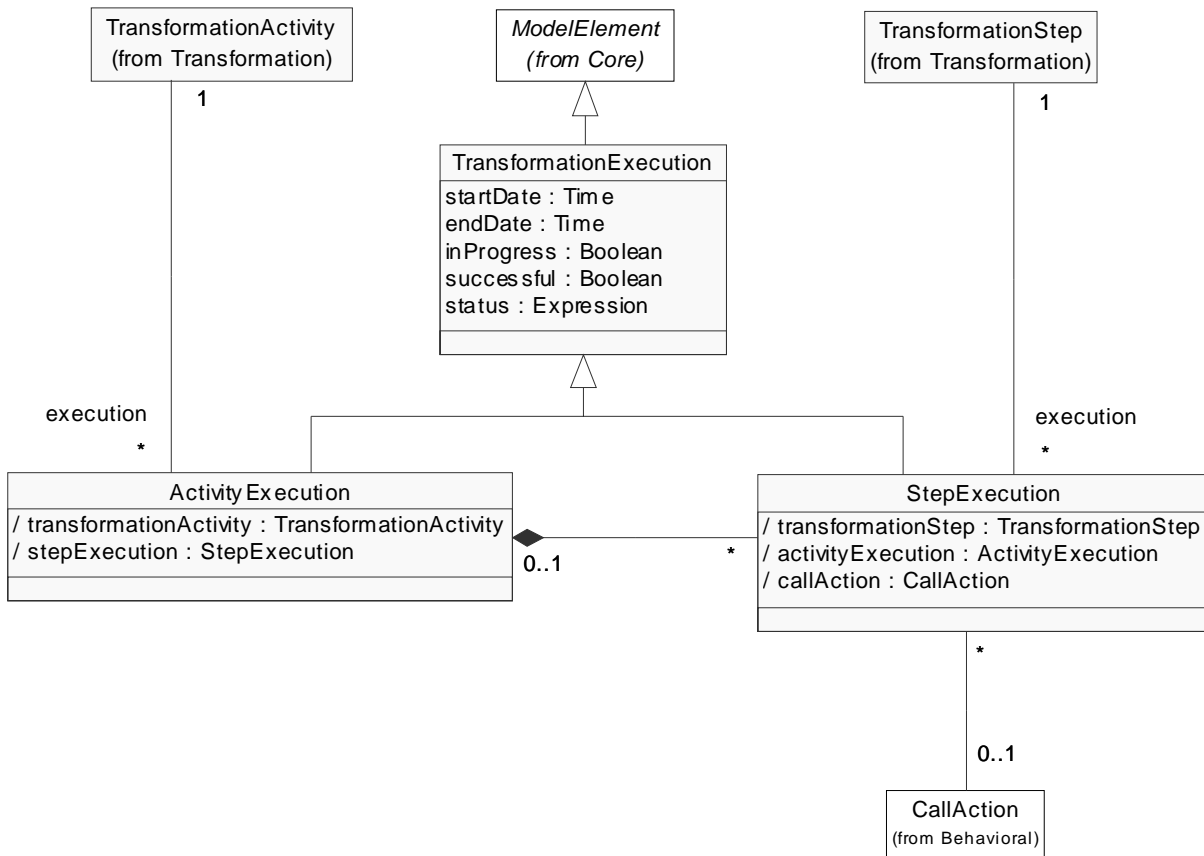 TransformationActivity
(from Transformation)
ModelElement
(from Core)
TransformationStep
(from Transformation)
1
1
TransformationExecution
startDate : Time
endDate : Time
inProgress : Boolean
successful : Boolean
status : Expression
execution
*
execution
*
ActivityExecution
/ transformationActivity : TransformationActivity
/ stepExecution : StepExecution
0..1
*
StepExecution
/ transformationStep : TransformationStep
/ activityExecution : ActivityExecution
/ callAction : CallAction
*
0..1
CallAction
(from Behavioral)